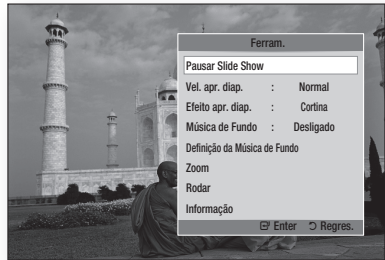 Ferram.
Pausar Slide Show
Vel. apr. diap. : Normal
Efeito apr. diap. : Cortina
Música de Fundo : Desligado
Definição da Música de Fundo
Zoom
Rodar
Informação
Enter Regres.